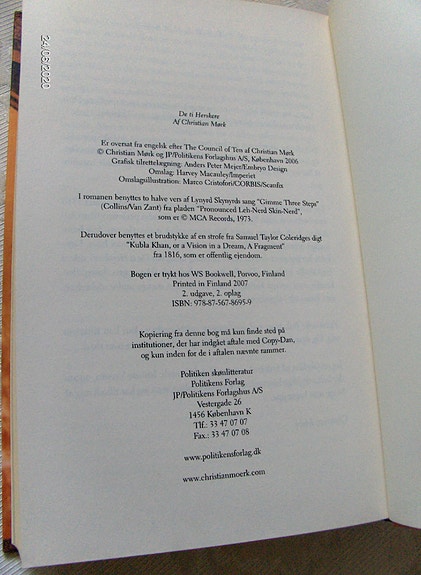 24/06/2020
De ti Herskere
Af Christian Mørk
Er oversat fra engelsk efter The Council of Ten af Christian Mørk
© Christian Mørk og JP/Politikens Forlagshus A/S, København 2006
Grafisk tilrettelægning: Anders Peter Mejer/Embryo Design
Omslag: Harvey Macaulay/Imperiet
Omslagsillustration: Marco Cristofori/CORBIS/Scanfix
I romanen benyttes to halve vers af Lynyrd Skynyrds sang "Gimme Three Steps"
(Collins/Van Zant) fra pladen "Pronounced Leh-Nerd Skin-Nerd",
som er © MCA Records, 1973.
Derudover benyttes et brudstykke af en strofe fra Samuel Taylor Coleridges digt
"Kubla Khan, or a Vision in a Dream, A Fragment"
fra 1816, som er offentlig ejendom.
Bogen er trykt hos WS Bookwell, Porvoo, Finland
Printed in Finland 2007
2. udgave, 2. oplag
ISBN: 978-87-567-8695-9
Kopiering fra denne bog må kun finde sted på
institutioner, der har indgået aftale med Copy-Dan,
og kun inden for de i aftalen nævnte rammer.
Politiken skønlitteratur
Politikens Forlag
JP/Politikens Forlagshus A/S
Vestergade 26
1456 København K
Tlf.: 33 47 07 07
Fax.: 33 47 07 08
www.politikensforlag.dk
www.christianmoerk.com